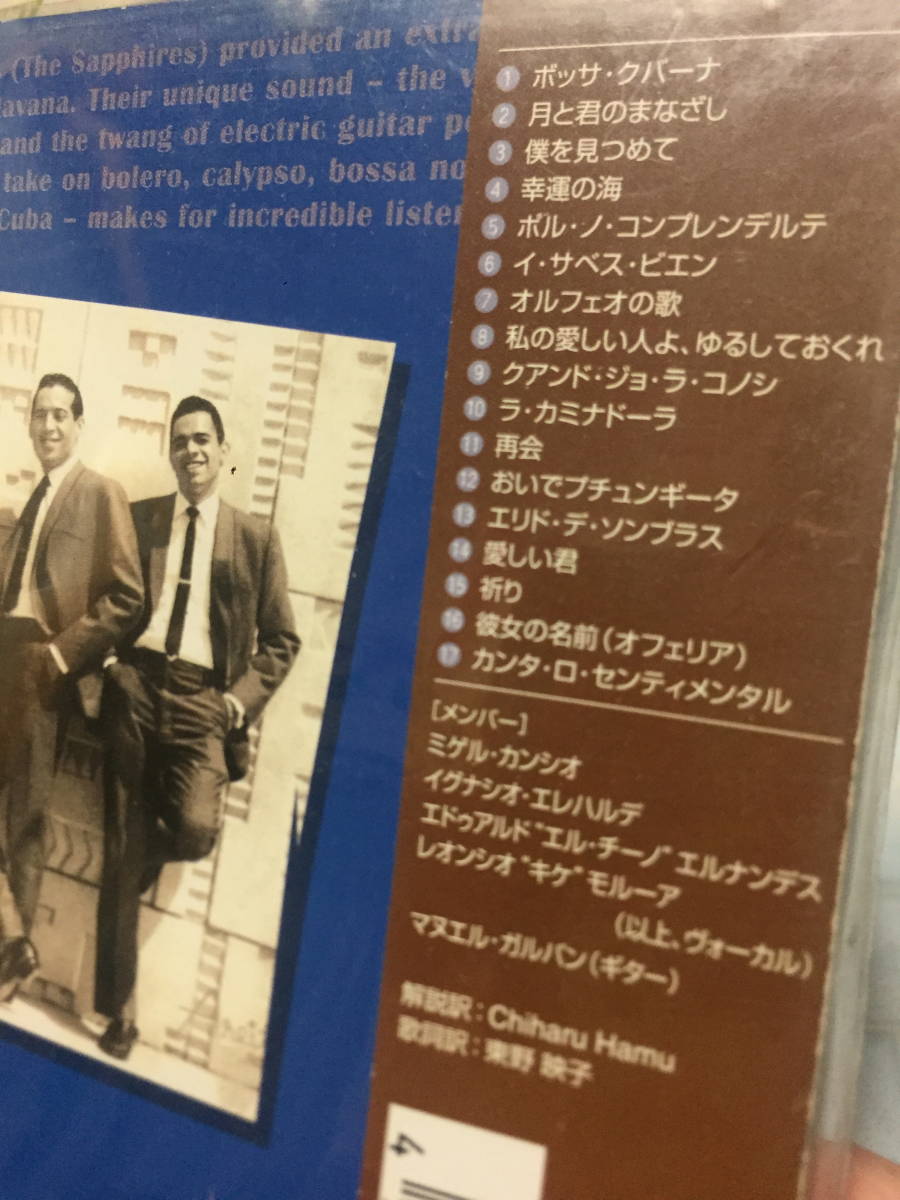 (The Sapphires) provided an
avana. Their unique sound – the
and the twang of electric guitar
take on bolero, calypso, bossa
Cuba – makes for incredible
1 ボッサ・クバーナ
2 月と君のまなざし
3 僕を見つめて
4 幸運の海
5 ポル・ノ・コンプレンデルテ
6 イ・サベス・ビエン
7 オルフェオの歌
8 私の愛しい人よ、ゆるしておくれ
9 クアンド・ジョ・ラ・コノシ
10 ラ・カミナドーラ
11 再会
12 おいでプチュンギータ
13 エリド・デ・ソンブラス
14 愛しい君
15 祈り
16 彼女の名前(オフェリア)
17 カンタ・ロ・センティメンタル
[メンバー]
ミゲル・カンシオ
イグナシオ・エレハルデ
エドゥアルド"エル・チーノ"エルナンデス
レオンシオ"キケ"モルーア
(以上、ヴォーカル)
マヌエル・ガルバン(ギター)
解説訳:Chiharu Hamu
歌詞訳:東野 映子
4